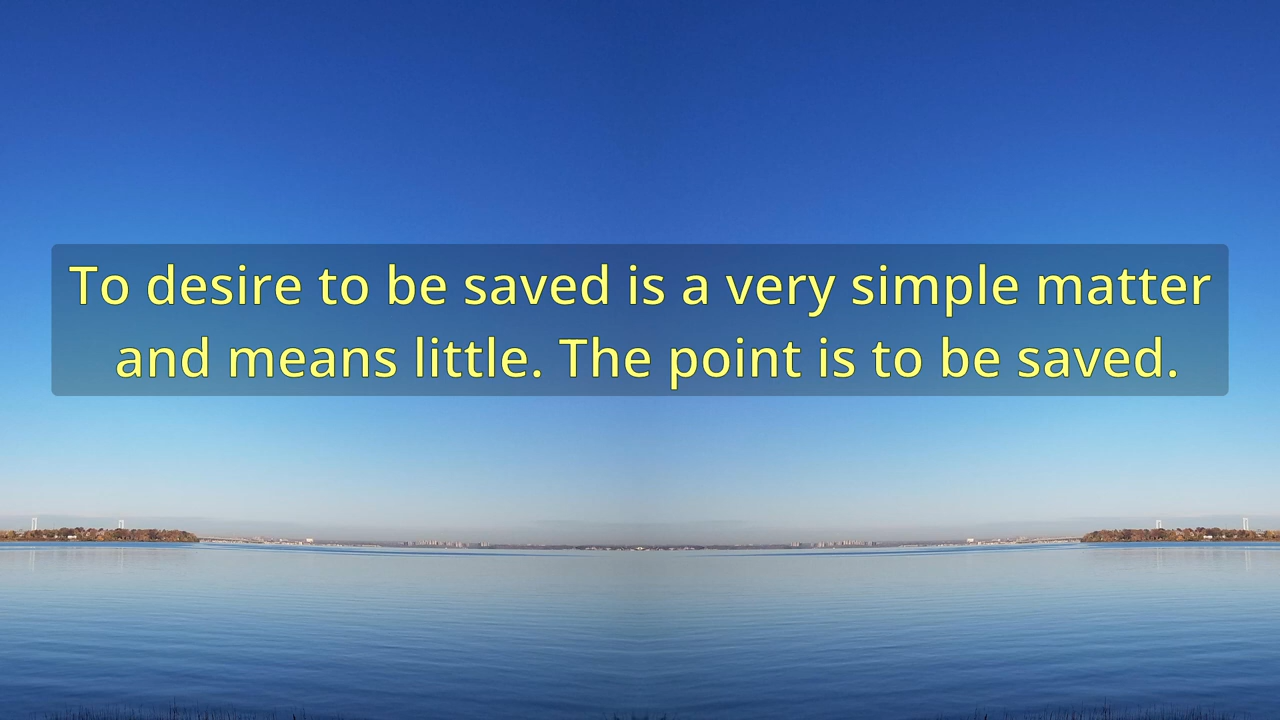 To desire to be saved is a very simple matter
and means little. The point is to be saved.